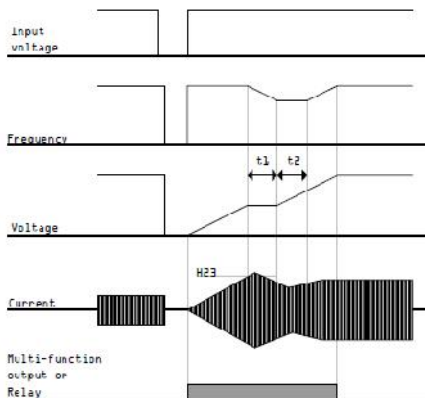 Input
voltage
Frequency
t1 t2
Voltage
H23
Current
Multi-function
output or
Relay